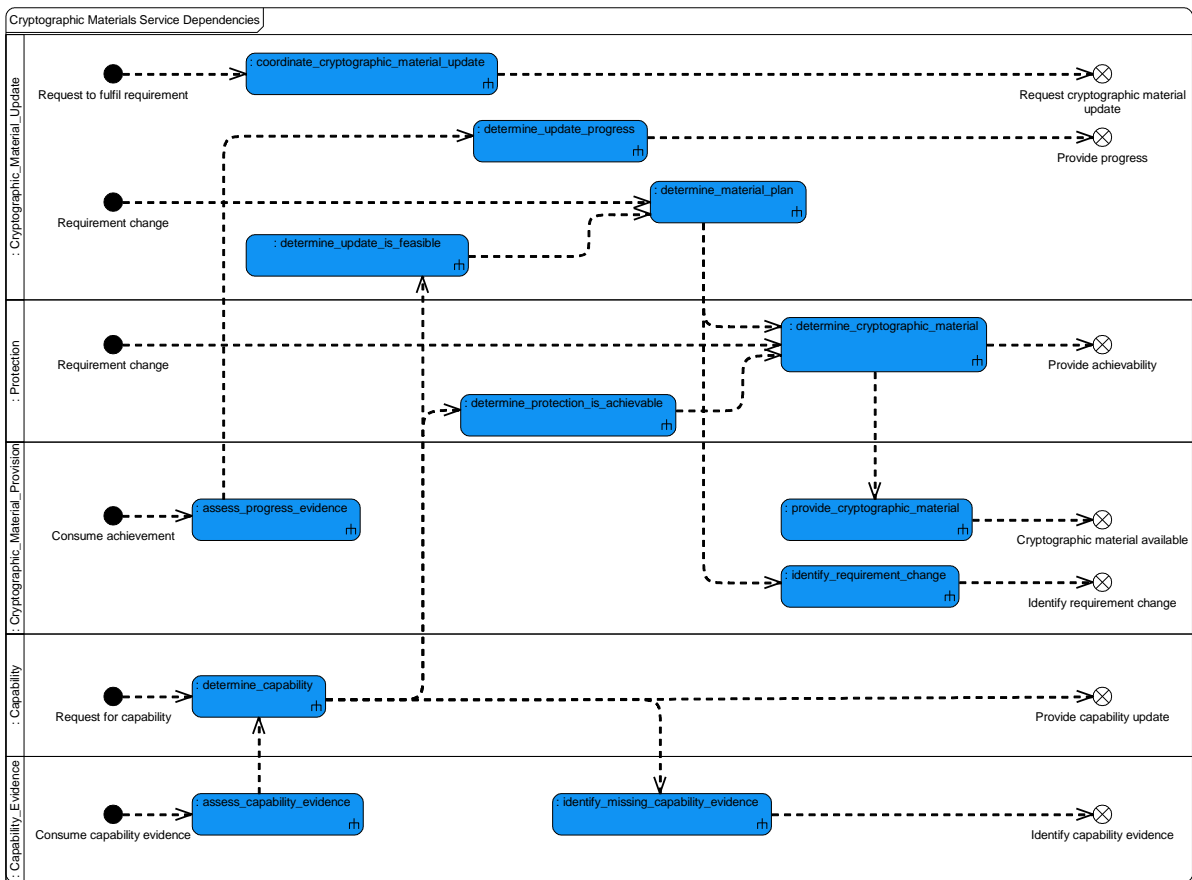 Cryptographic Materials Service Dependencies
: Cryptographic_Material_Update
: coordinate_cryptographic_material_update
Request to fulfil requirement
Request cryptographic material
update
: determine_update_progress
Provide progress
: determine_material_plan
Requirement change
: determine_update_is_feasible
: Protection
: determine_cryptographic_material
Requirement change
Provide achievability
: determine_protection_is_achievable
: Cryptographic_Material_Provision
: assess_progress_evidence
: provide_cryptographic_material
Consume achievement
Cryptographic material available
: identify_requirement_change
Identify requirement change
: Capability
: determine_capability
Request for capability
Provide capability update
: Capability_Evidence
: assess_capability_evidence
: identify_missing_capability_evidence
Consume capability evidence
Identify capability evidence